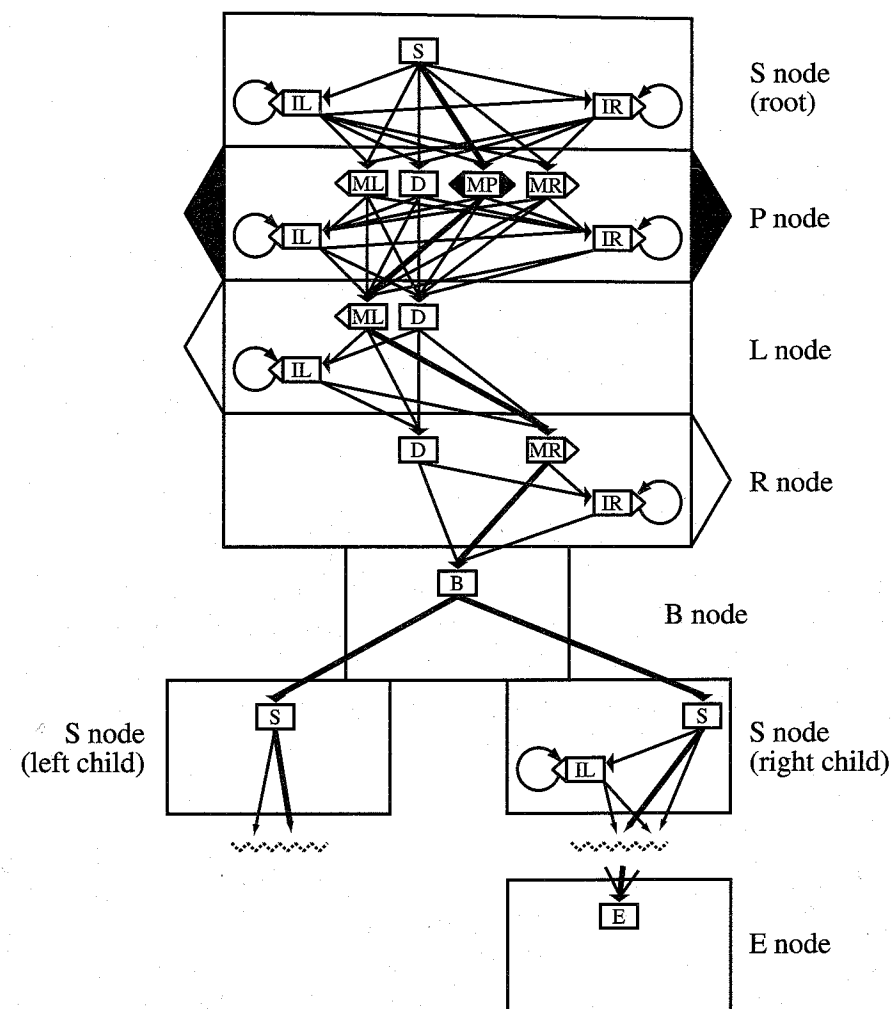 S
S node
(root)
IL
IR
ML D MP MR
P node
IL
IR
ML D
L node
IL
D
MR
R node
IR
B
B node
S
S node
(left child)
S
S node
(right child)
IL
E
E node